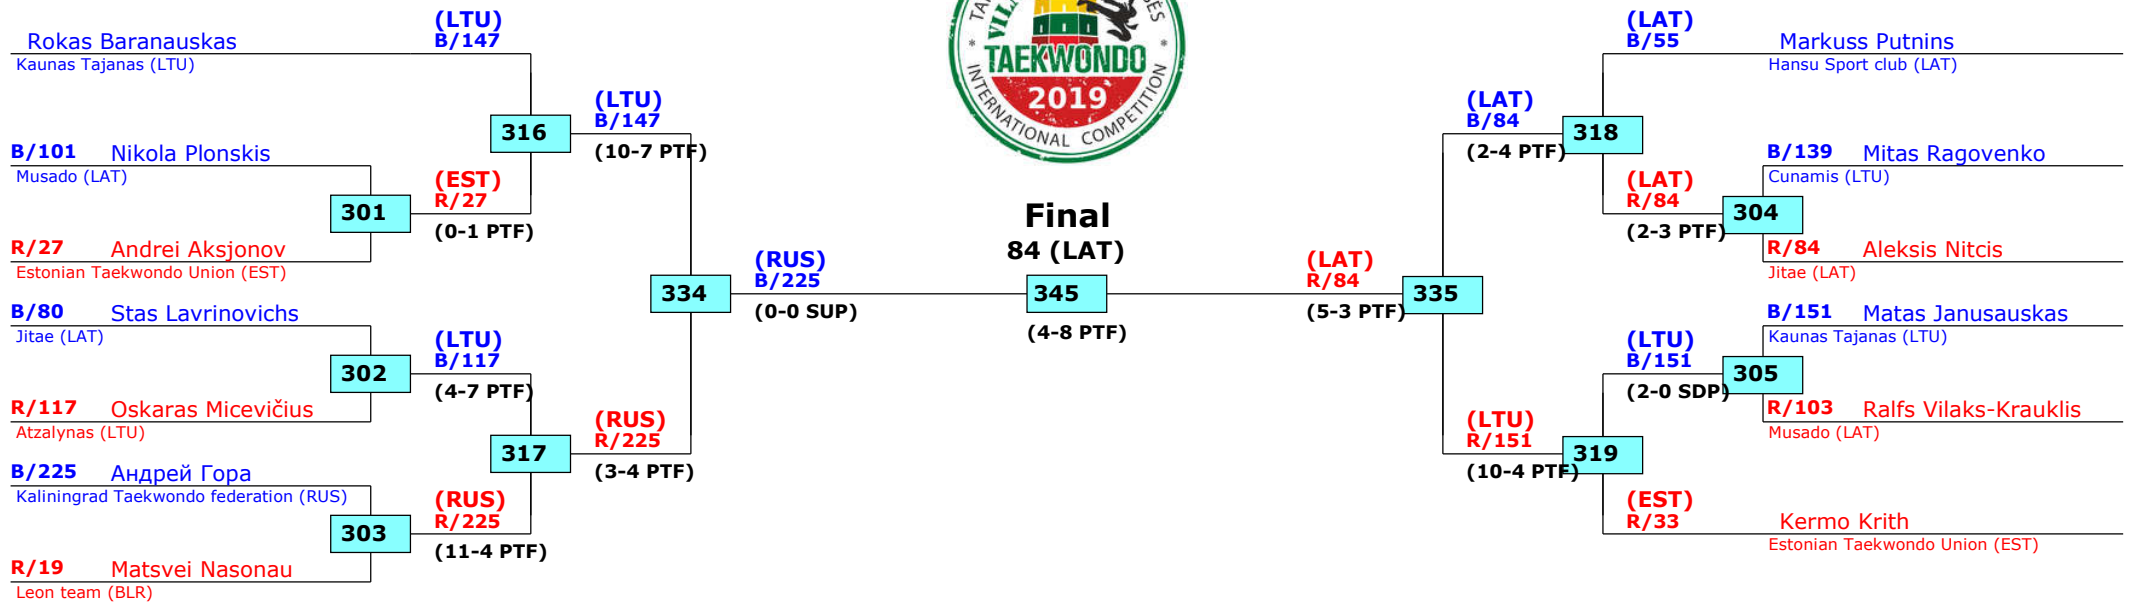 (LTU)
B/147
Rokas Baranauskas
Kaunas Tajanas (LTU)
B/101 Nikola Plonskis
Musado (LAT)
R/27 Andrei Aksjonov
Estonian Taekwondo Union (EST)
B/80 Stas Lavrinovichs
Jitae (LAT)
R/117 Oskaras Micevičius
Atzalynas (LTU)
B/225 Андрей Гора
Kaliningrad Taekwondo federation (RUS)
R/19 Matsvei Nasonau
Leon team (BLR)
301
302
303
(EST)
R/27
(0-1 PTF)
(LTU)
B/117
(4-7 PTF)
(RUS)
R/225
(11-4 PTF)
316
317
(LTU)
B/147
(10-7 PTF)
(RUS)
R/225
(3-4 PTF)
334
(RUS)
B/225
(0-0 SUP)
TAEKWONDO
2019
INTERNATIONAL COMPETITION
Final
84 (LAT)
345
(4-8 PTF)
(LAT)
R/84
(5-3 PTF)
335
(LAT)
B/84
(2-4 PTF)
(LTU)
R/151
(10-4 PTF)
318
319
(LAT)
B/55
(LAT)
R/84
(2-3 PTF)
(LTU)
B/151
(2-0 SDP)
(EST)
R/33
304
305
Markuss Putnins
Hansu Sport club (LAT)
B/139 Mitas Ragovenko
Cunamis (LTU)
R/84 Aleksis Nitcis
Jitae (LAT)
B/151 Matas Janusauskas
Kaunas Tajanas (LTU)
R/103 Ralfs Vilaks-Krauklis
Musado (LAT)
Kermo Krith
Estonian Taekwondo Union (EST)